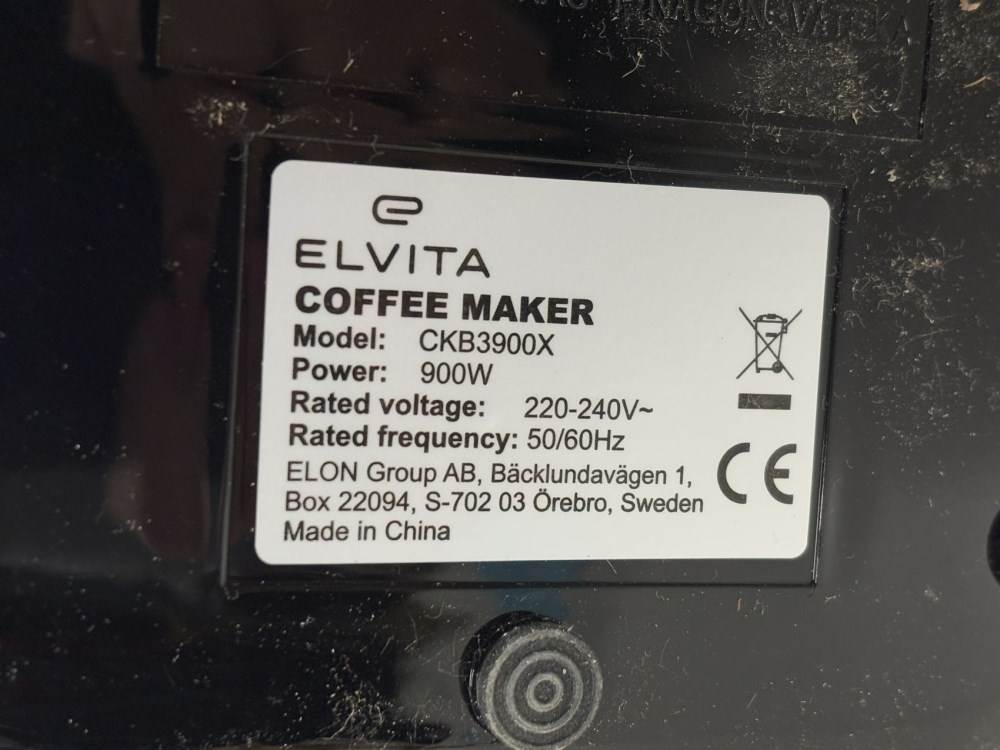 ELVITA
COFFEE MAKER
Model: CKB3900X
Power: 900W
Rated voltage: 220-240V~
Rated frequency: 50/60Hz
ELON Group AB, Bäcklundavägen 1,
Box 22094, S-702 03 Örebro, Sweden
Made in China
CE